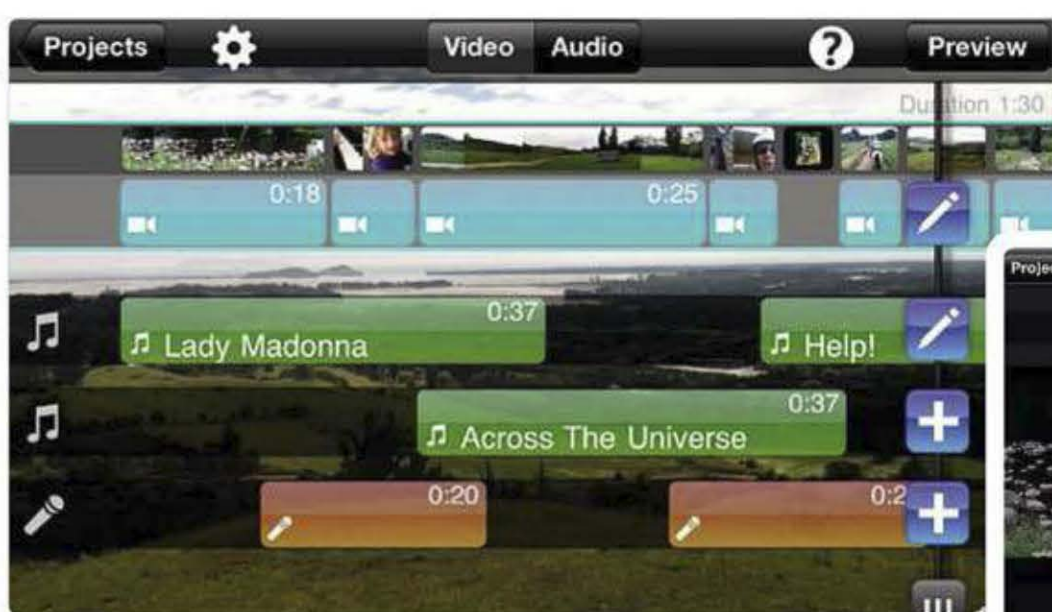 Projects Video Audio ? Preview
Duration 1:30
0:18 0:25
0:37
Lady Madonna Help!
0:37
Across The Universe
0:20